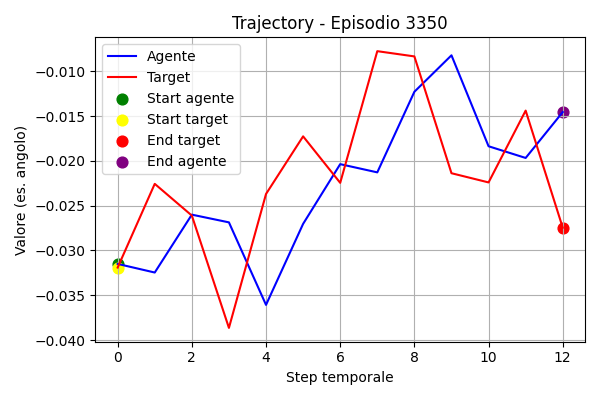 Trajectory - Episodio 3350
Agente
Target
Start agente
Start target
End target
End agente
Valore (es. angolo)
−0.010
−0.015
−0.020
−0.025
−0.030
−0.035
−0.040
0 2 4 6 8 10 12
Step temporale